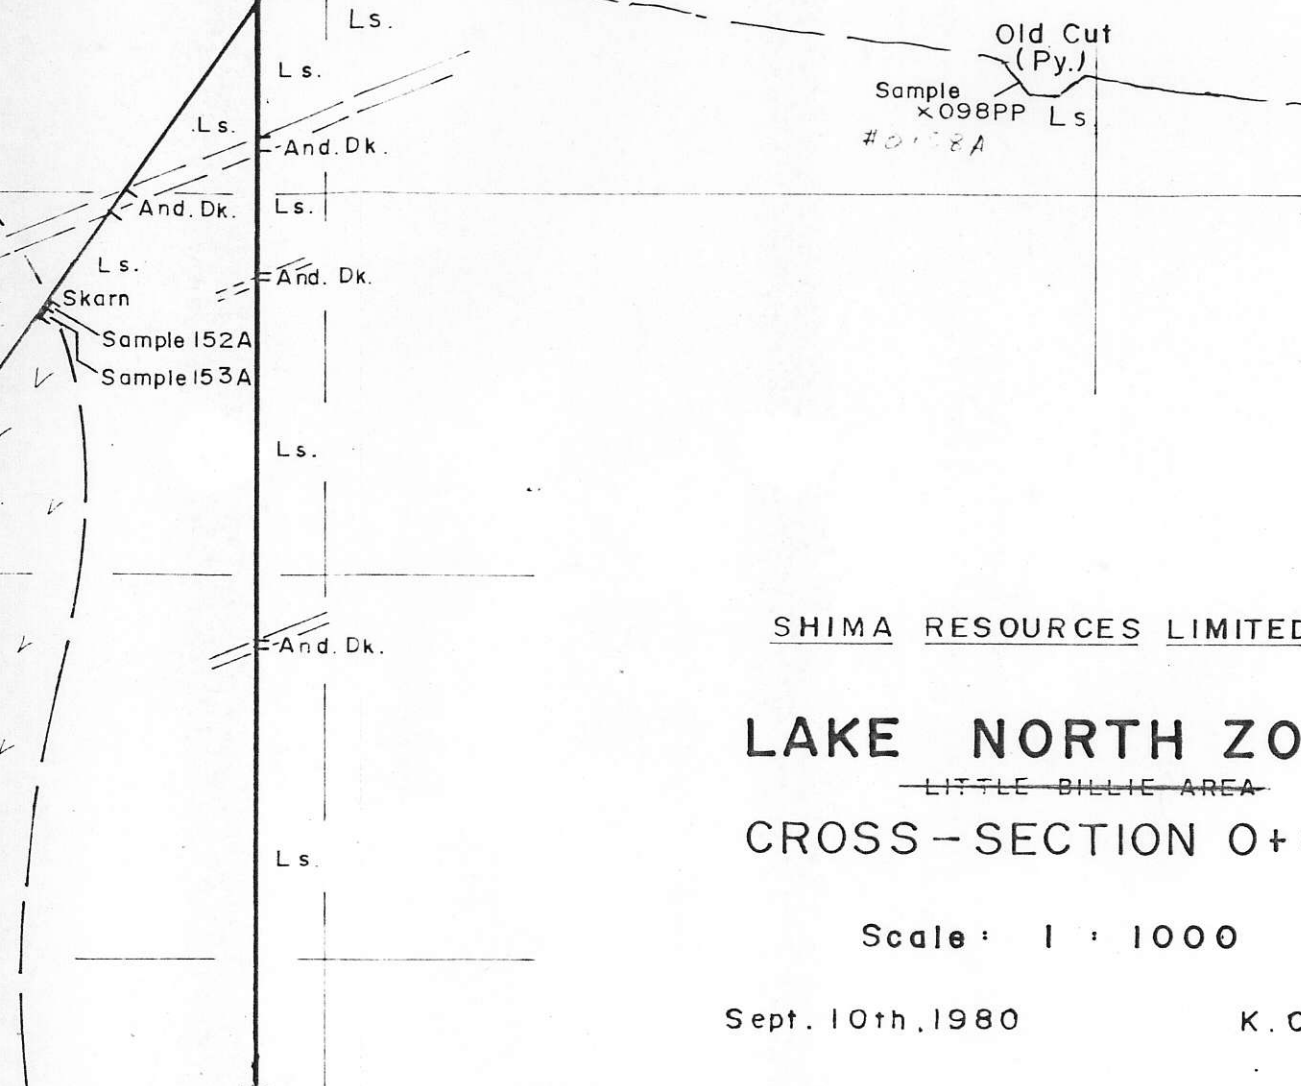 Ls.
Ls.
Old Cut
(Py.)
Sample
x098PP Ls
Ls.
And. Dk.
And. Dk.
Ls.
Ls.
And. Dk.
Skarn
Sample 152A
Sample 153A
Ls.
And. Dk.
SHIMA RESOURCES LIMITED
LAKE NORTH ZO
LITTLE BILLIE AREA
CROSS-SECTION 0+
Ls.
Scale: 1 : 1000
Sept. 10th, 1980 K. C